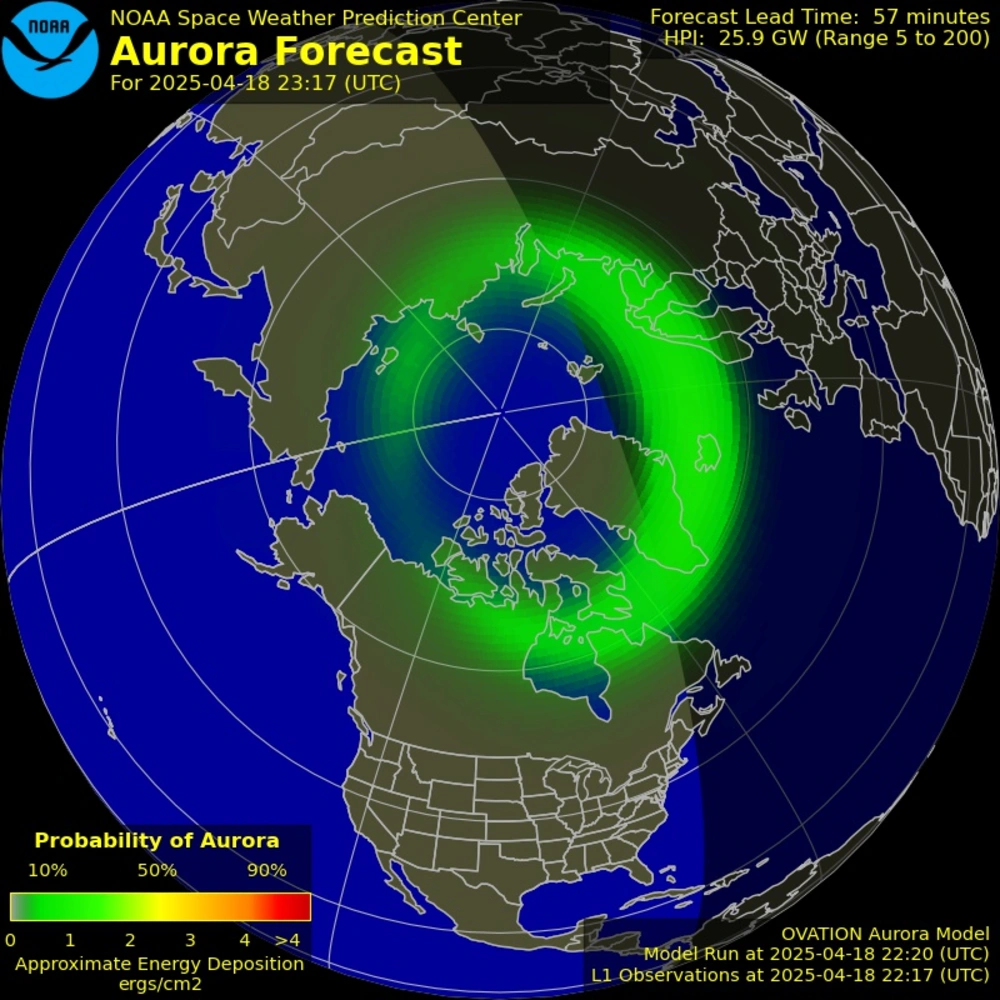 NOAA
NOAA Space Weather Prediction Center
Aurora Forecast
For 2025-04-18 23:17 (UTC)
Forecast Lead Time: 57 minutes
HPI: 25.9 GW (Range 5 to 200)
Probability of Aurora
10% 50% 90%
0 1 2 3 4 >4
Approximate Energy Deposition
ergs/cm2
OVATION Aurora Model
Model Run at 2025-04-18 22:20 (UTC)
L1 Observations at 2025-04-18 22:17 (UTC)